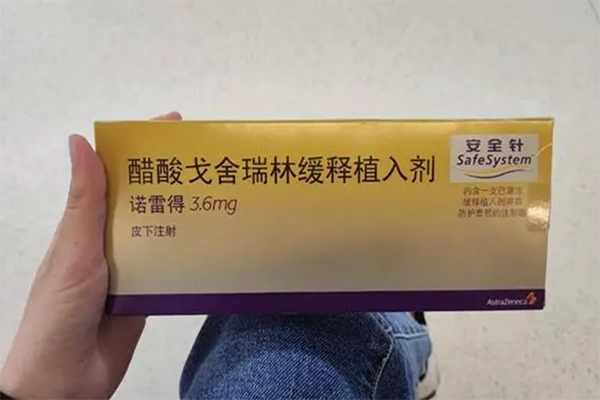 醋酸戈舍瑞林缓释植入剂
诺雷得 3.6mg
皮下注射
安全针
SafeSystem™
内含一支已灌注
缓释植入剂并有
防护套管的注射器
AstraZeneca